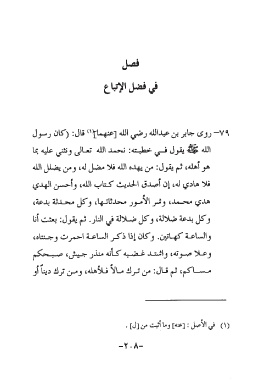 فصل
في فضل الإتباع
٧٩- روى جابر بن عبدالله رضي الله [عنهما](١) قال: (كان رسول
الله ﷺ يقول في خطبته: نحمد الله تعالى ونثني عليه بما
هو أهله، ثم يقول: من يهده الله فلا مضل له، ومن يضلل الله
فلا هادي له، إن أصدق الحديث كتاب الله، وأحسن الهدي
هدي محمد، وشر الأمور محدثاتها، وكل محدثة بدعة،
وكل بدعة ضلالة، وكل ضلالة في النار. ثم يقول: بعثت أنا
والساعة كهاتين. وكان إذا ذكر الساعة احمرت وجنتاه،
وعلا صوته، واشتد غضبه كأنه منذر جيش، صبحكم
مساكم، ثم قال: من ترك مالاً فلأهله، ومن ترك ديناً أو
(١) في الأصل : [عنه] وما أثبت من [ل] .
-٢٠٨-